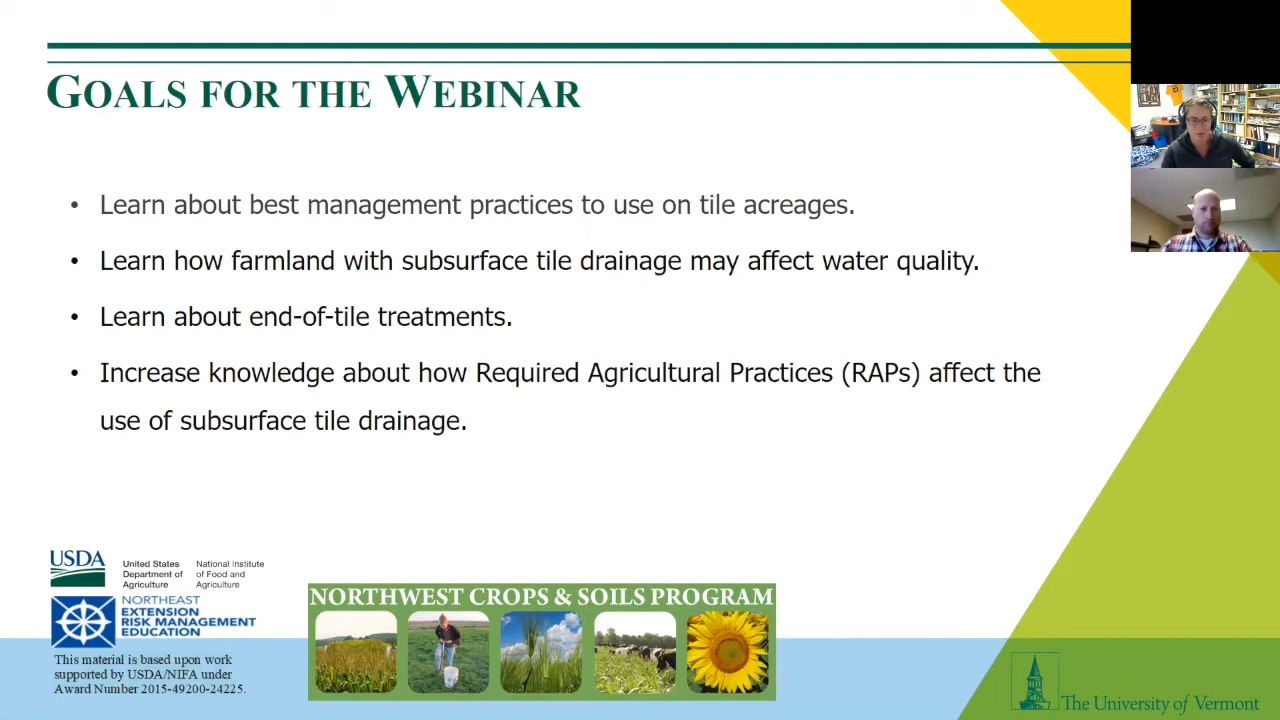 GOALS FOR THE WEBINAR
• Learn about best management practices to use on tile acreages.
• Learn how farmland with subsurface tile drainage may affect water quality.
• Learn about end-of-tile treatments.
• Increase knowledge about how Required Agricultural Practices (RAPs) affect the
use of subsurface tile drainage.
USDA
United States
Department of
Agriculture
National Institute
of Food and
Agriculture
NORTHEAST
EXTENSION
RISK MANAGEMENT
EDUCATION
This material is based upon work
supported by USDA/NIFA under
Award Number 2015-49200-24225.
NORTHWEST CROPS & SOILS PROGRAM
The University of Vermont